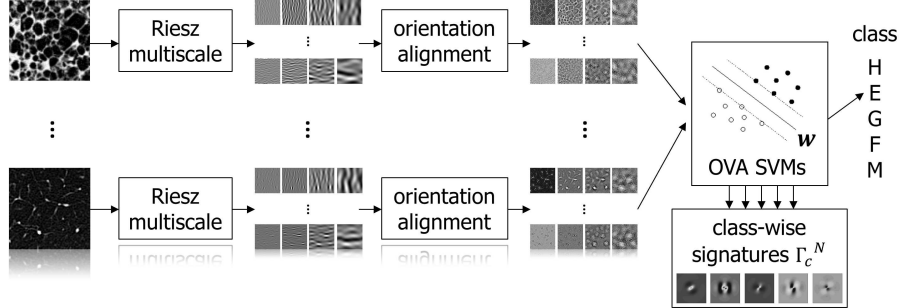 Riesz
multiscale
orientation
alignment
class
H
E
G
F
M
w
OVA SVMs
Riesz
multiscale
orientation
alignment
class-wise
signatures Γ_c^N